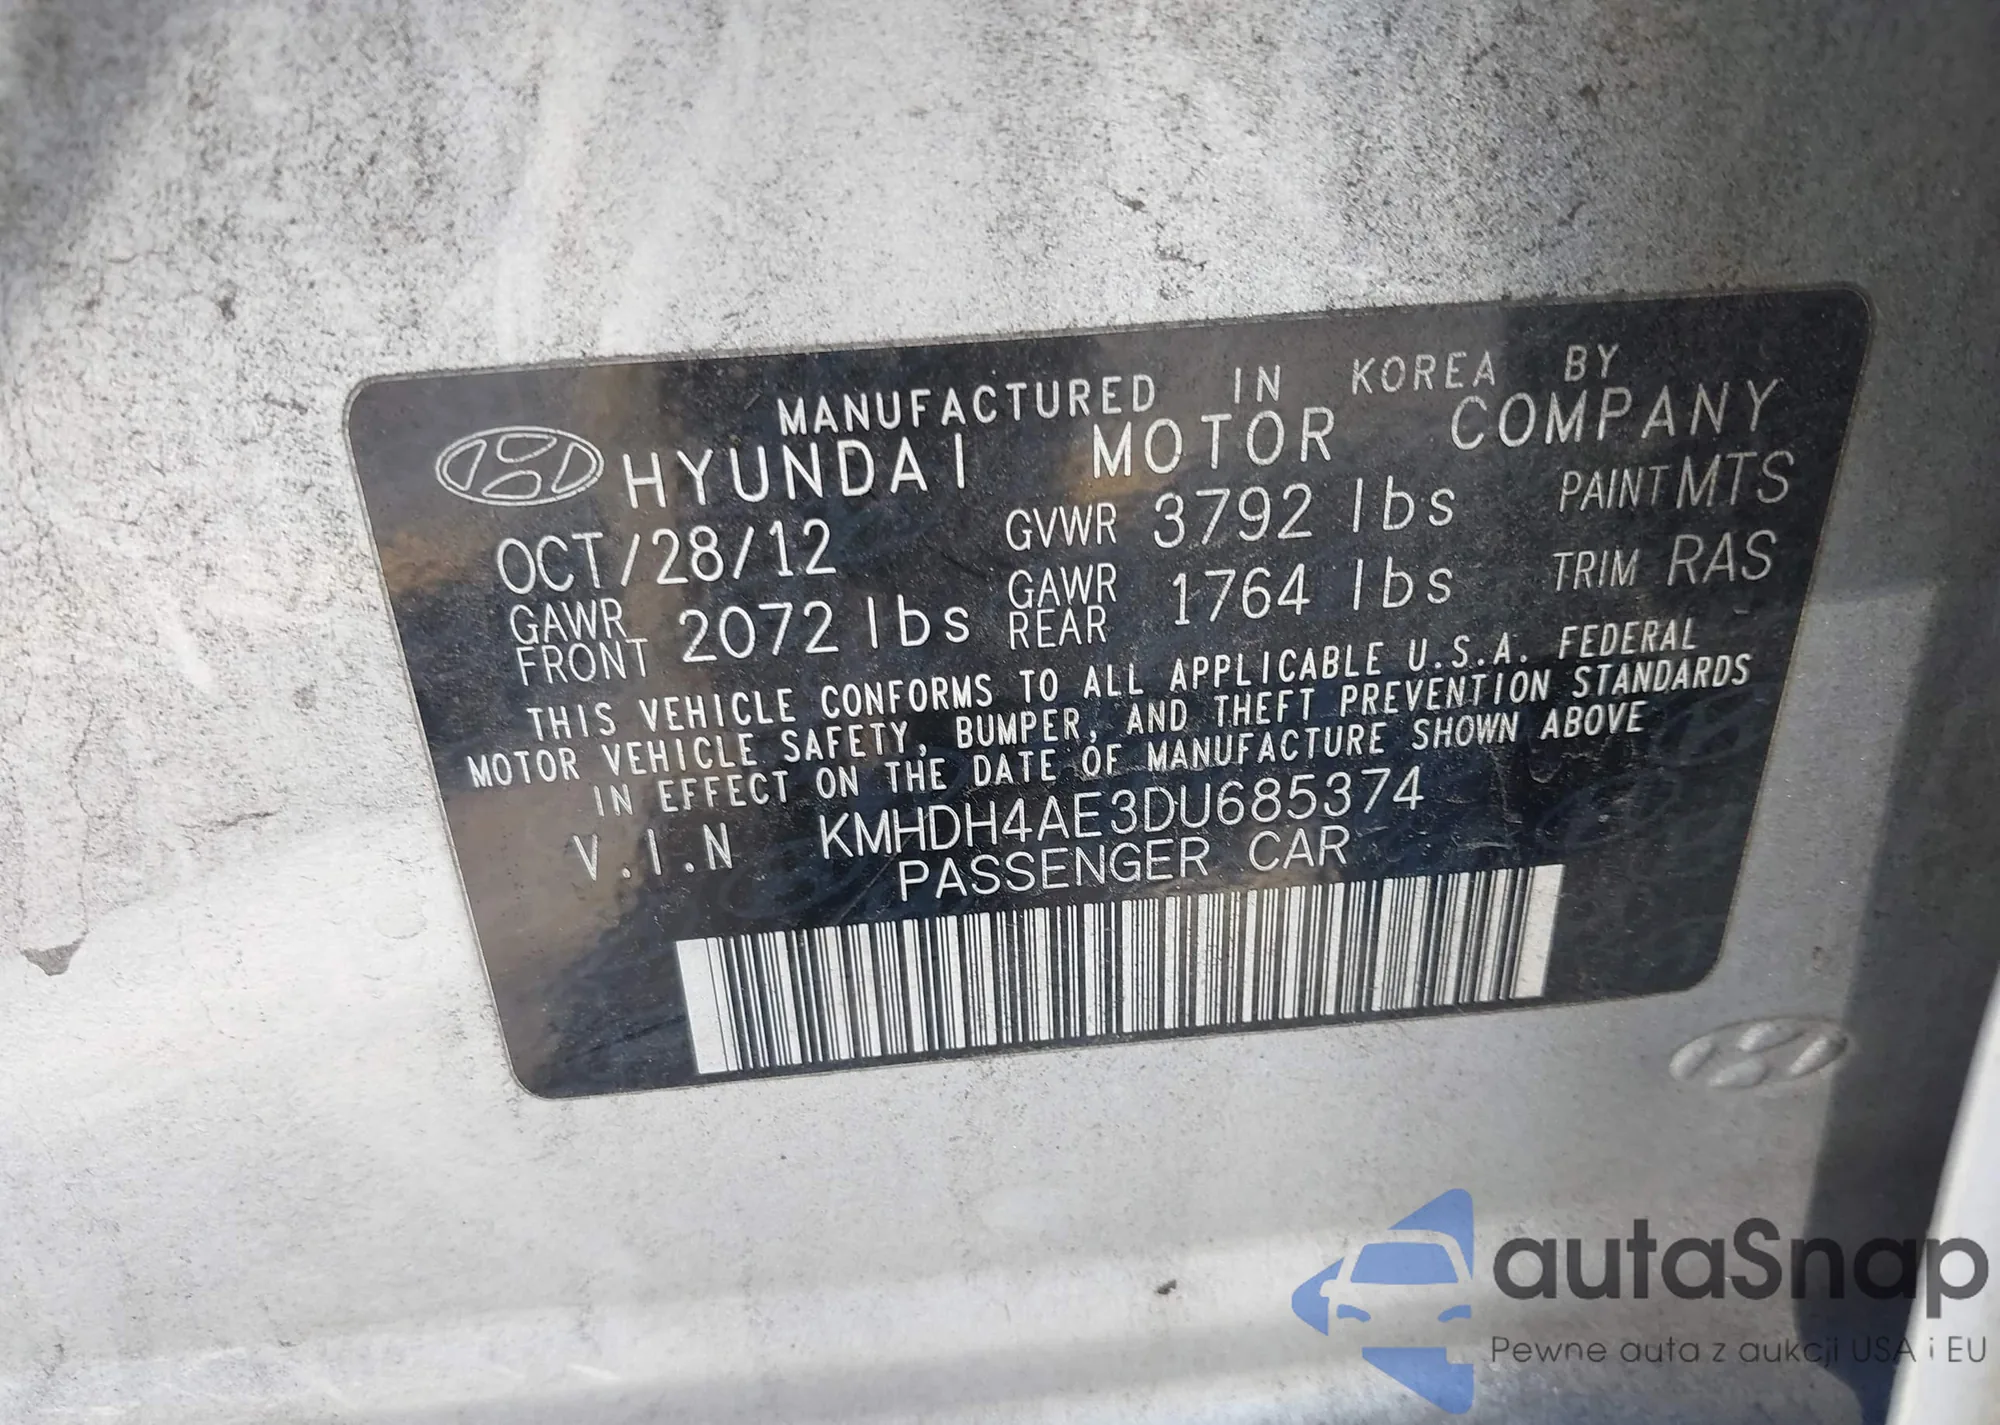 MANUFACTURED IN KOREA BY
HYUNDAI MOTOR COMPANY
OCT/28/12 GVWR 3792 lbs PAINT MTS
GAWR FRONT 2072 lbs GAWR REAR 1764 lbs TRIM RAS
THIS VEHICLE CONFORMS TO ALL APPLICABLE U.S.A. FEDERAL
MOTOR VEHICLE SAFETY, BUMPER, AND THEFT PREVENTION STANDARDS
IN EFFECT ON THE DATE OF MANUFACTURE SHOWN ABOVE
V.I.N KMHDH4AE3DU685374
PASSENGER CAR
autaSnap
Pewne auta z aukcji USA i EU